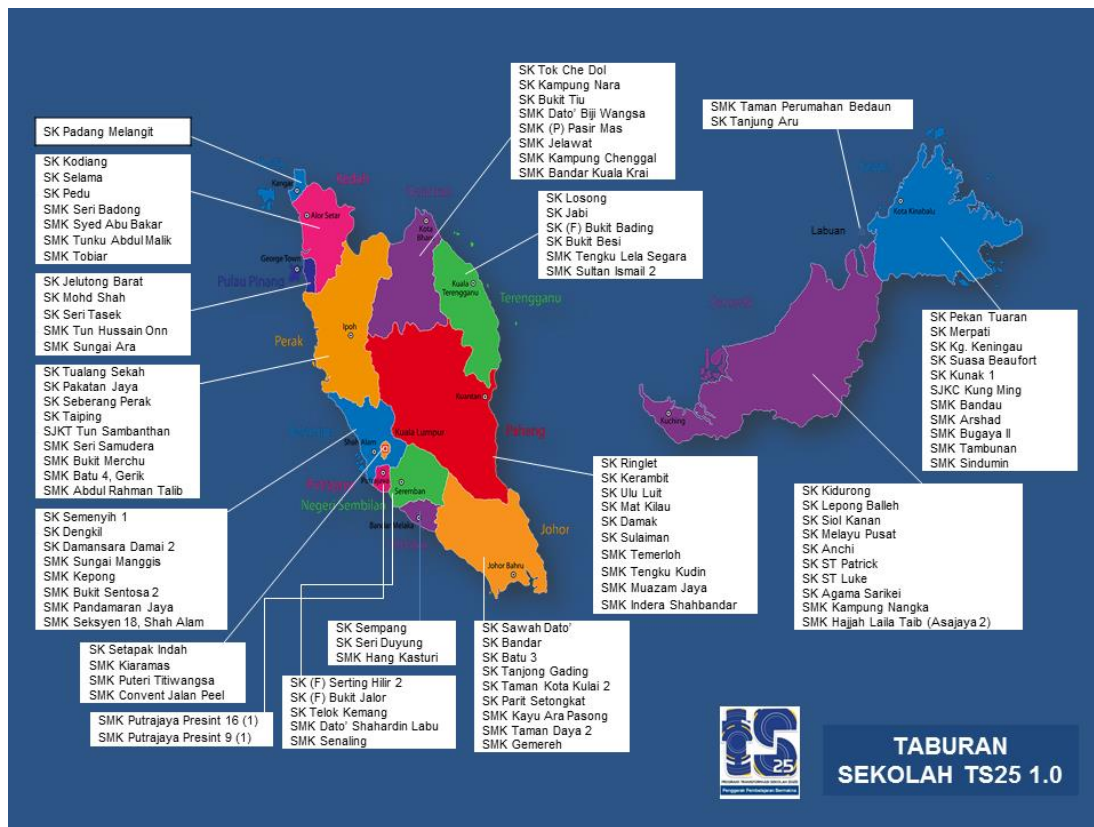 SK Padang Melangit
SK Kodiang
SK Selama
SK Pedu
SMK Seri Badong
SMK Syed Abu Bakar
SMK Tunku Abdul Malik
SMK Tobiar
SK Jelutong Barat
SK Mohd Shah
SK Seri Tasek
SMK Tun Hussain Onn
SMK Sungai Ara
SK Tualang Sekah
SK Pakatan Jaya
SK Seberang Perak
SK Taiping
SJKT Tun Sambanthan
SMK Seri Samudera
SMK Bukit Merchu
SMK Batu 4, Gerik
SMK Abdul Rahman Talib
SK Semenyih 1
SK Dengkil
SK Damansara Damai 2
SMK Sungai Manggis
SMK Kepong
SMK Bukit Sentosa 2
SMK Pandamaran Jaya
SMK Seksyen 18, Shah Alam
SK Setapak Indah
SMK Kiaramas
SMK Puteri Titiwangsa
SMK Convent Jalan Peel
SMK Putrajaya Presint 16 (1)
SMK Putrajaya Presint 9 (1)
SK Tok Che Dol
SK Kampung Nara
SK Bukit Tiu
SMK Dato' Biji Wangsa
SMK (P) Pasir Mas
SMK Jelawat
SMK Kampung Chenggal
SMK Bandar Kuala Krai
SK Losong
SK Jabi
SK (F) Bukit Bading
SK Bukit Besi
SMK Tengku Lela Segara
SMK Sultan Ismail 2
Kangar
Kedah
Alor Setar
George Town
Pulau Pinang
Perak
Ipoh
Kota
Bharu
Kuala
Terengganu
Terengganu
Kuantan
Pahang
Kuala Lumpur
Shah Alam
Putrajaya
Seremban
Negeri Sembilan
Bandar Melaka
Johor
Johor Bahru
SK Ringlet
SK Kerambit
SK Ulu Luit
SK Mat Kilau
SK Damak
SK Sulaiman
SMK Temerloh
SMK Tengku Kudin
SMK Muazam Jaya
SMK Indera Shahbandar
SK Sempang
SK Seri Duyung
SMK Hang Kasturi
SK (F) Serting Hilir 2
SK (F) Bukit Jalor
SK Telok Kemang
SMK Dato' Shahardin Labu
SMK Senaling
SK Sawah Dato'
SK Bandar
SK Batu 3
SK Tanjong Gading
SK Taman Kota Kulai 2
SK Parit Setongkat
SMK Kayu Ara Pasong
SMK Taman Daya 2
SMK Gemereh
SMK Taman Perumahan Bedaun
SK Tanjung Aru
Kota Kinabalu
Labuan
Kuching
SK Pekan Tuaran
SK Merpati
SK Kg. Keningau
SK Suasa Beaufort
SK Kunak 1
SJKC Kung Ming
SMK Bandau
SMK Arshad
SMK Bugaya II
SMK Tambunan
SMK Sindumin
SK Kidurong
SK Lepong Balleh
SK Siol Kanan
SK Melayu Pusat
SK Anchi
SK ST Patrick
SK ST Luke
SK Agama Sarikei
SMK Kampung Nangka
SMK Hajjah Laila Taib (Asajaya 2)
25
PROGRAM TRANSFORMASI SEKOLAH 2025
Penggerak Pembelajaran Bermakna
TABURAN
SEKOLAH TS25 1.0